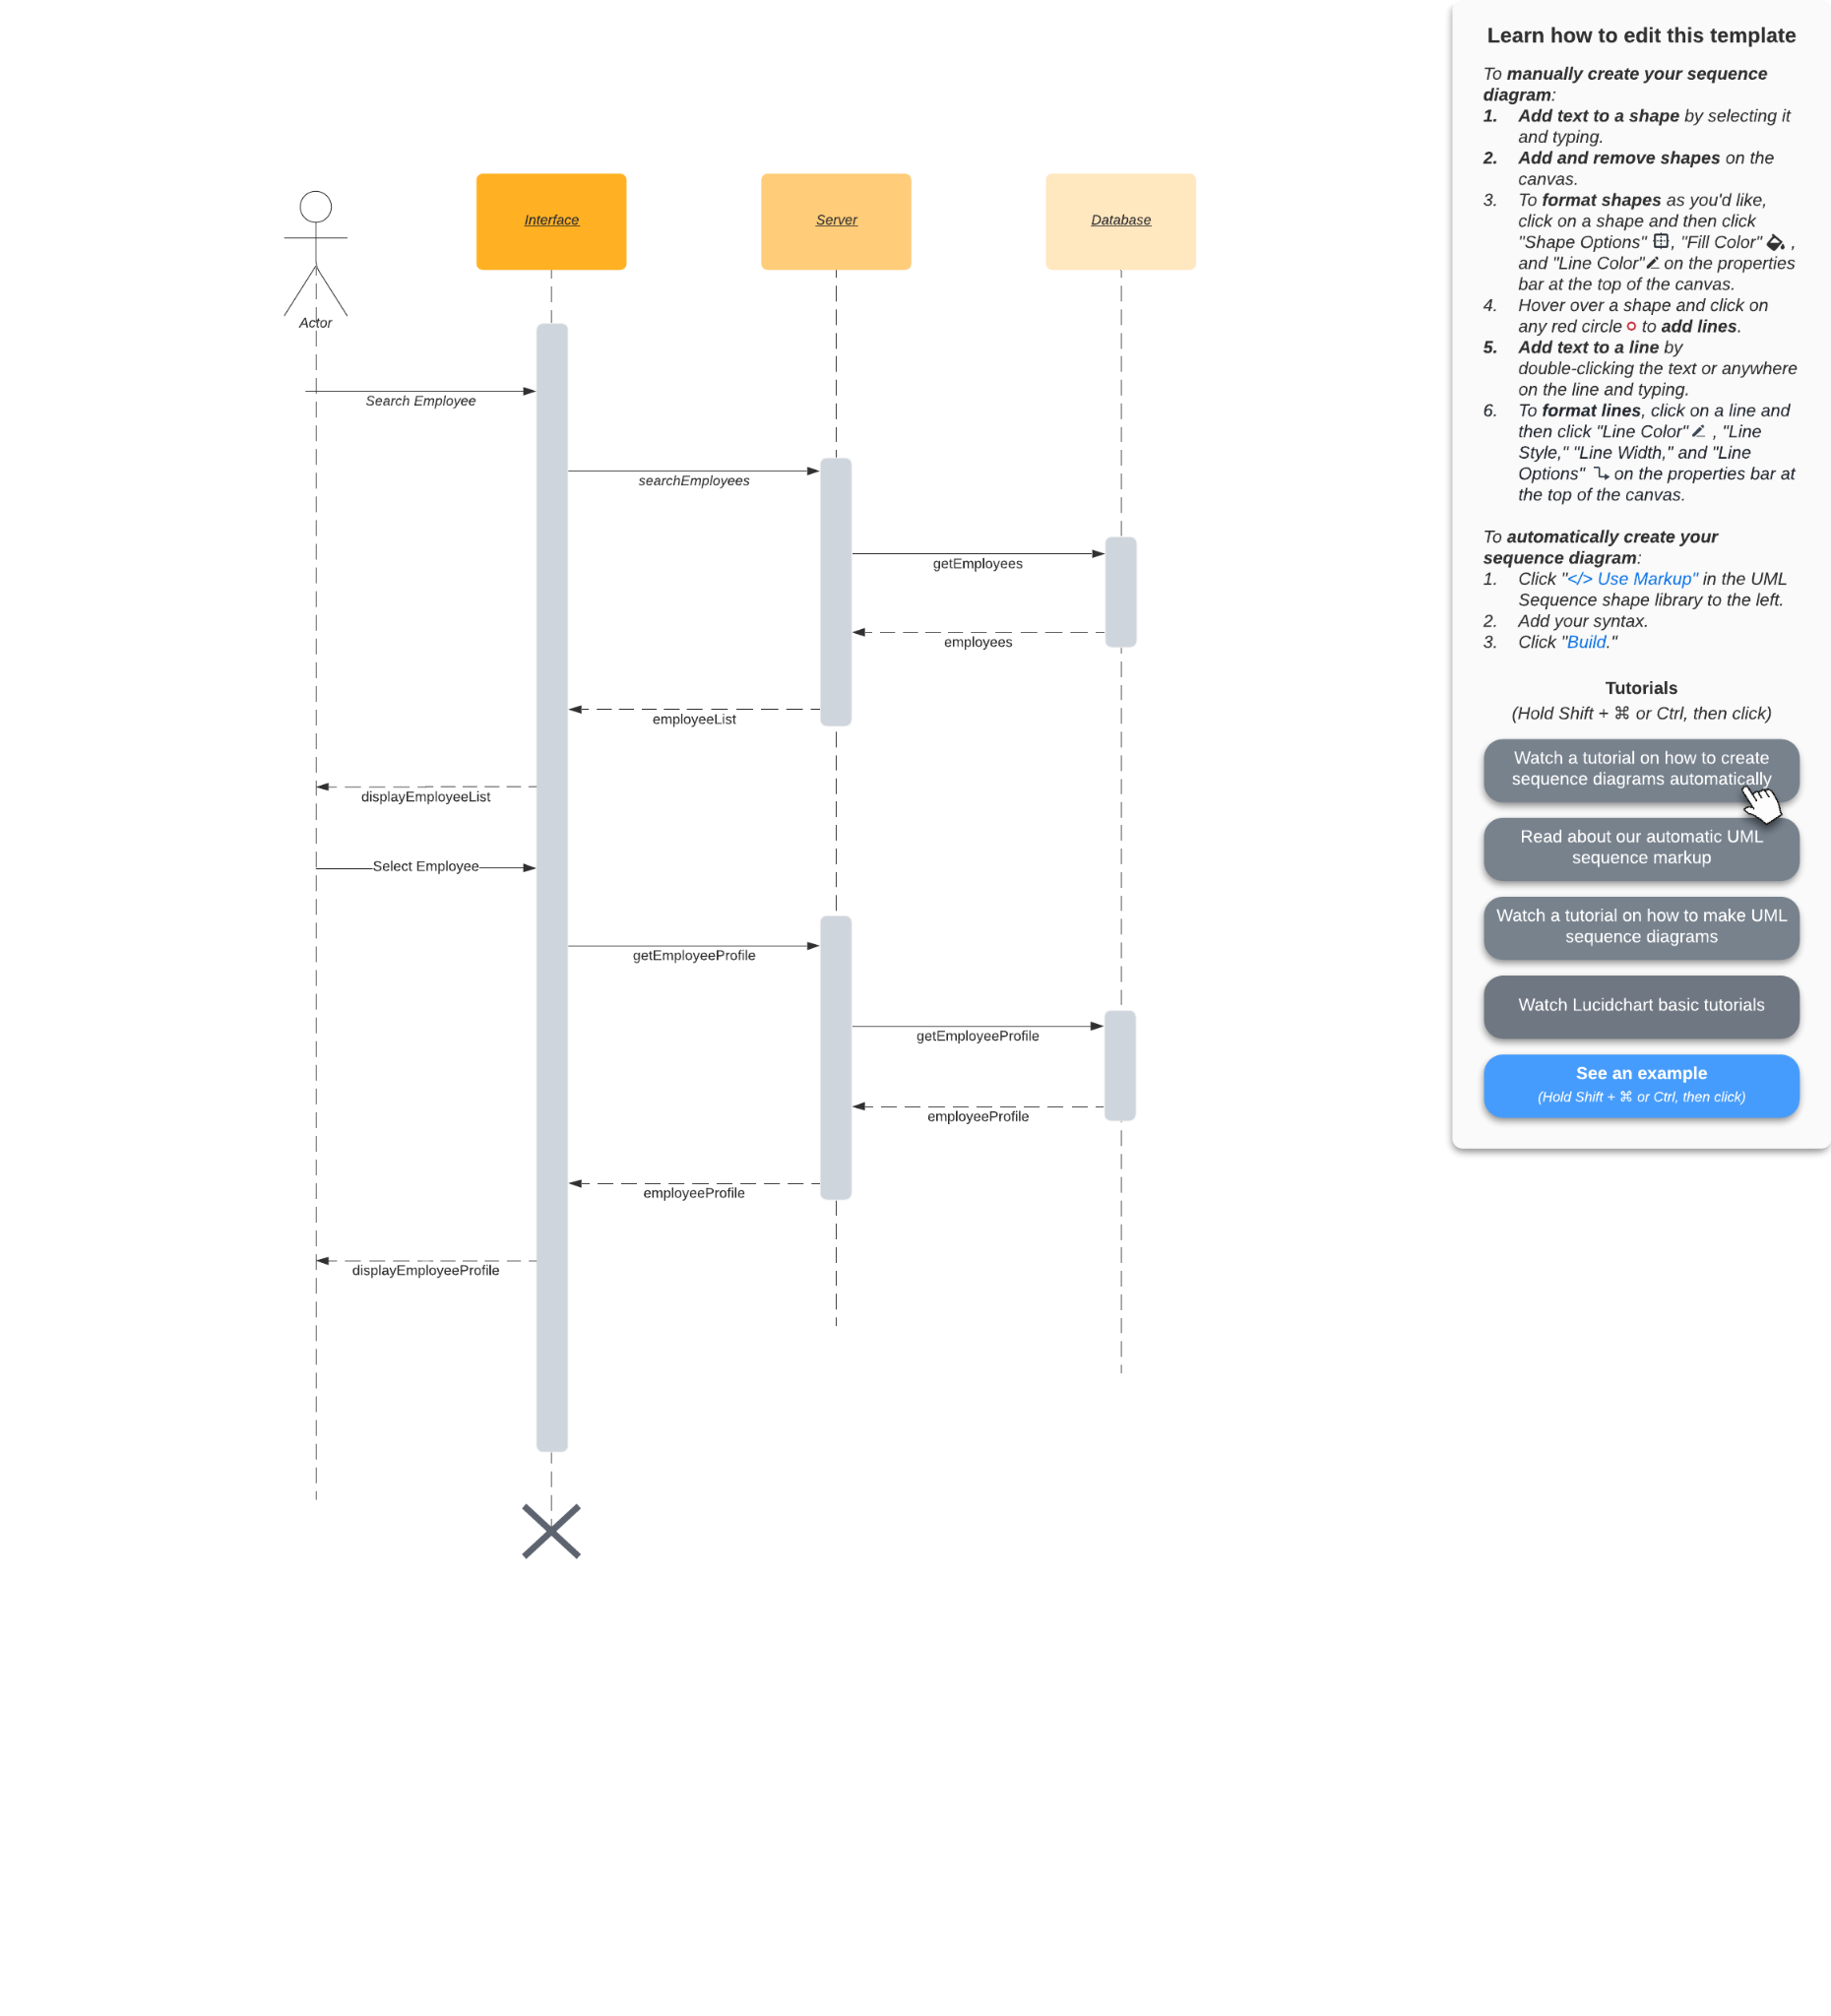 Interface
Server
Database
Actor
Search Employee
searchEmployees
getEmployees
employees
employeeList
displayEmployeeList
Select Employee
getEmployeeProfile
getEmployeeProfile
employeeProfile
employeeProfile
displayEmployeeProfile
Learn how to edit this template
To manually create your sequence
diagram:
1. Add text to a shape by selecting it
and typing.
2. Add and remove shapes on the
canvas.
3. To format shapes as you'd like,
click on a shape and then click
"Shape Options" , "Fill Color" ,
and "Line Color" on the properties
bar at the top of the canvas.
4. Hover over a shape and click on
any red circle to add lines.
5. Add text to a line by
double-clicking the text or anywhere
on the line and typing.
6. To format lines, click on a line and
then click "Line Color" , "Line
Style," "Line Width," and "Line
Options" on the properties bar at
the top of the canvas.
To automatically create your
sequence diagram:
1. Click "</> Use Markup" in the UML
Sequence shape library to the left.
2. Add your syntax.
3. Click "Build."
Tutorials
(Hold Shift + ⌘ or Ctrl, then click)
Watch a tutorial on how to create
sequence diagrams automatically
Read about our automatic UML
sequence markup
Watch a tutorial on how to make UML
sequence diagrams
Watch Lucidchart basic tutorials
See an example
(Hold Shift + ⌘ or Ctrl, then click)